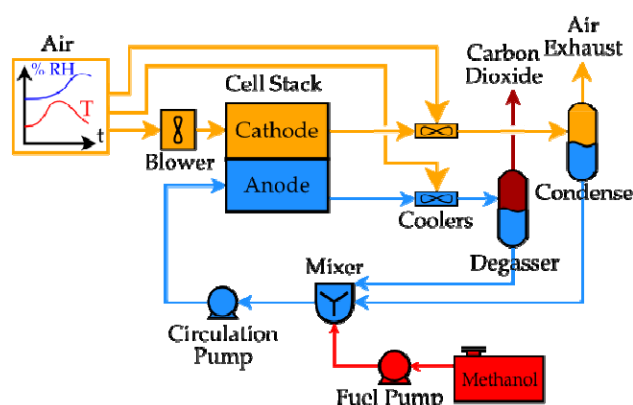 Air
Air
Exhaust
Carbon
Dioxide
% RH
T
t
Cell Stack
Cathode
Blower
Anode
Coolers
Condense
Degasser
Mixer
Circulation
Pump
Fuel Pump
Methanol